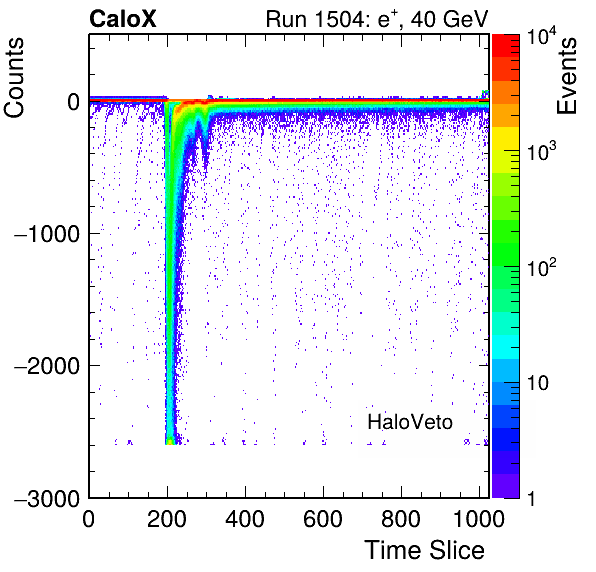 CaloX Run 1504: e⁺, 40 GeV
Counts
Events
0
−1000
−2000
−3000
10⁴
10³
10²
10
1
HaloVeto
0 200 400 600 800 1000
Time Slice